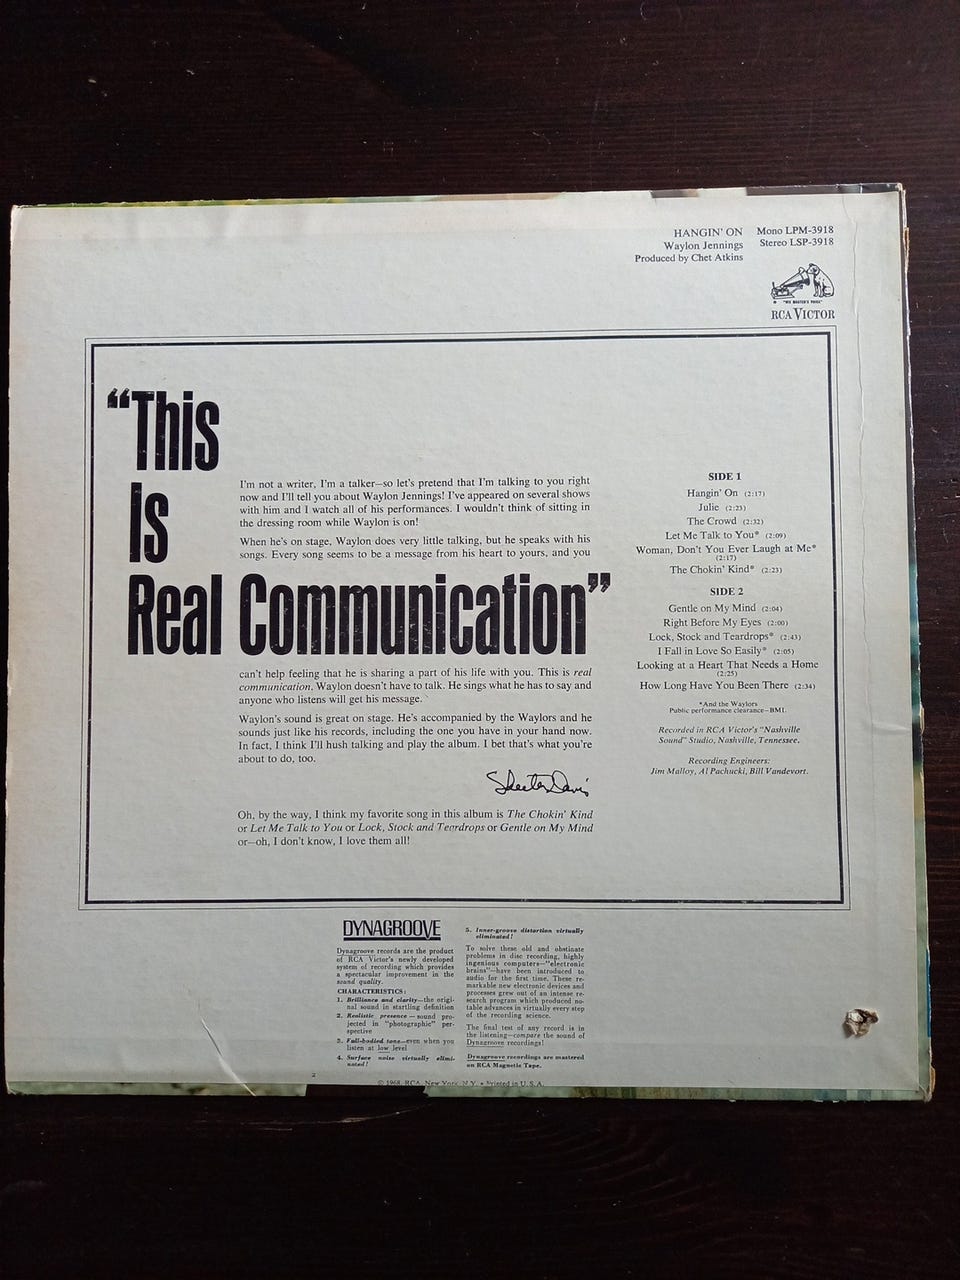 HANGIN' ON
Waylon Jennings
Produced by Chet Atkins
Mono LPM-3918
Stereo LSP-3918
"HIS MASTER'S VOICE"
RCA VICTOR
"This
Is
Real Communication"
I'm not a writer, I'm a talker—so let's pretend that I'm talking to you right
now and I'll tell you about Waylon Jennings! I've appeared on several shows
with him and I watch all of his performances. I wouldn't think of sitting in
the dressing room while Waylon is on!
When he's on stage, Waylon does very little talking, but he speaks with his
songs. Every song seems to be a message from his heart to yours, and you
can't help feeling that he is sharing a part of his life with you. This is real
communication. Waylon doesn't have to talk. He sings what he has to say and
anyone who listens will get his message.
Waylon's sound is great on stage. He's accompanied by the Waylors and he
sounds just like his records, including the one you have in your hand now.
In fact, I think I'll hush talking and play the album. I bet that's what you're
about to do, too.
Skeeter Davis
Oh, by the way, I think my favorite song in this album is The Chokin' Kind
or Let Me Talk to You or Lock, Stock and Teardrops or Gentle on My Mind
or—oh, I don't know, I love them all!
SIDE 1
Hangin' On (2:17)
Julie (2:23)
The Crowd (2:32)
Let Me Talk to You* (2:09)
Woman, Don't You Ever Laugh at Me*
(2:17)
The Chokin' Kind* (2:23)
SIDE 2
Gentle on My Mind (2:04)
Right Before My Eyes (2:00)
Lock, Stock and Teardrops* (2:43)
I Fall in Love So Easily* (2:05)
Looking at a Heart That Needs a Home
(2:25)
How Long Have You Been There (2:34)
*And the Waylors
Public performance clearance—BMI.
Recorded in RCA Victor's "Nashville
Sound" Studio, Nashville, Tennessee.
Recording Engineers:
Jim Malloy, Al Pachucki, Bill Vandevort.
DYNAGROOVE
Dynagroove records are the product
of RCA Victor's newly developed
system of recording which provides
a spectacular improvement in the
sound quality.
CHARACTERISTICS:
1. Brilliance and clarity—the origi-
nal sound in startling definition
2. Realistic presence—sound pro-
jected in "photographic" per-
spective
3. Full-bodied tone—even when you
listen at low level
4. Surface noise virtually elimi-
nated!
5. Inner-groove distortion virtually
eliminated!
To solve these old and obstinate
problems in disc recording, highly
ingenious computers—"electronic
brains"—have been introduced to
audio for the first time. These re-
markable new electronic devices and
processes grew out of an intense re-
search program which produced no-
table advances in virtually every step
of the recording science.
The final test of any record is in
the listening—compare the sound of
Dynagroove recordings!
Dynagroove recordings are mastered
on RCA Magnetic Tape.
2
© 1968, RCA, New York, N.Y. • Printed in U.S.A.